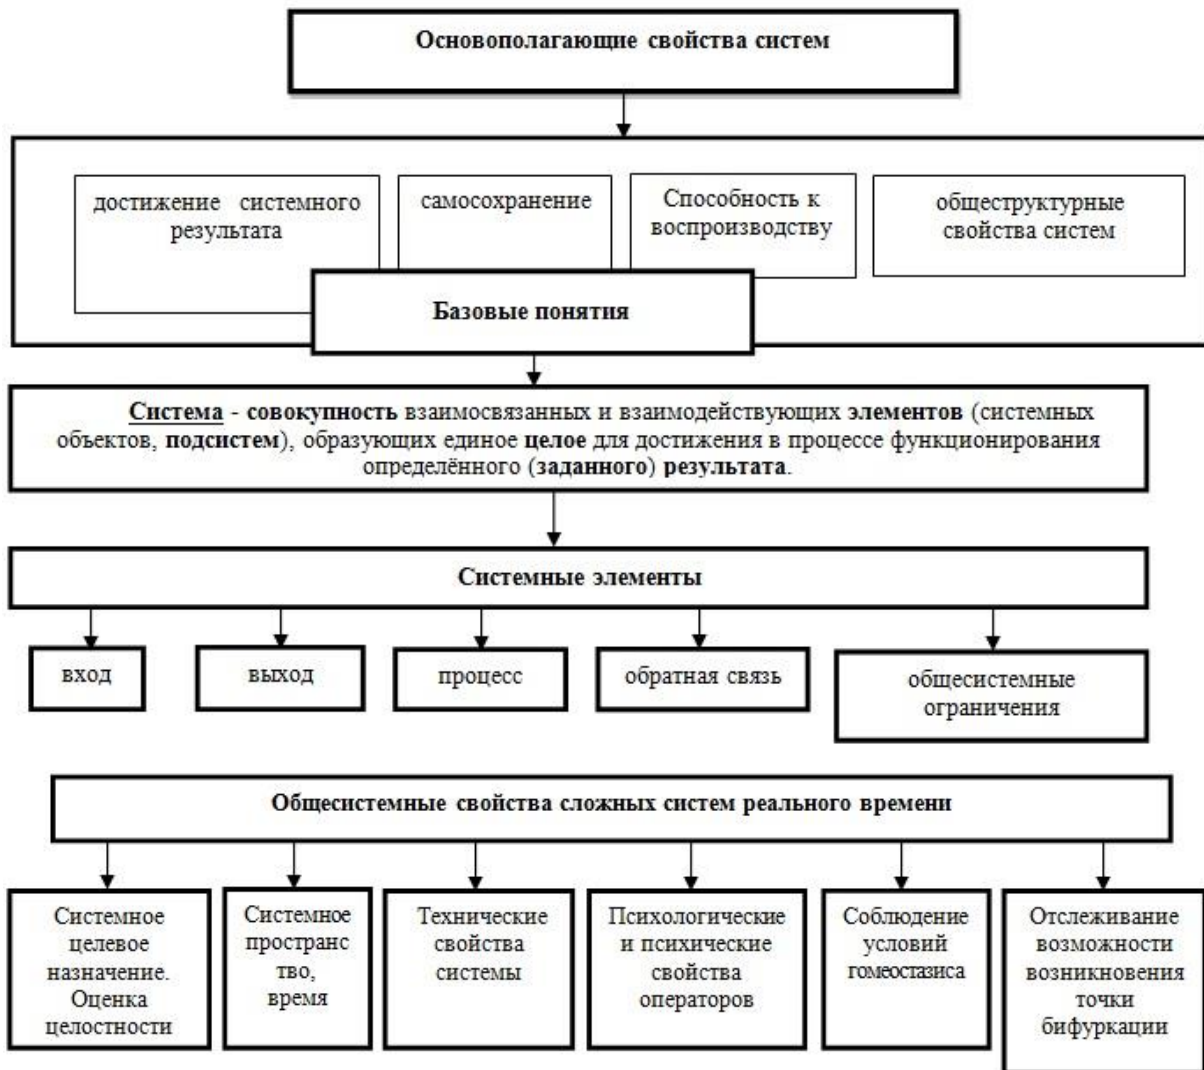 Основополагающие свойства систем
достижение системного
результата
самосохранение
Способность к
воспроизводству
общеструктурные
свойства систем
Базовые понятия
Система - совокупность взаимосвязанных и взаимодействующих элементов (системных
объектов, подсистем), образующих единое целое для достижения в процессе функционирования
определённого (заданного) результата.
Системные элементы
вход
выход
процесс
обратная связь
общесистемные
ограничения
Общесистемные свойства сложных систем реального времени
Системное
целевое
назначение.
Оценка
целостности
Системное
пространс
тво,
время
Технические
свойства
системы
Психологические
и психические
свойства
операторов
Соблюдение
условий
гомеостазиса
Отслеживание
возможности
возникновения
точки
бифуркации